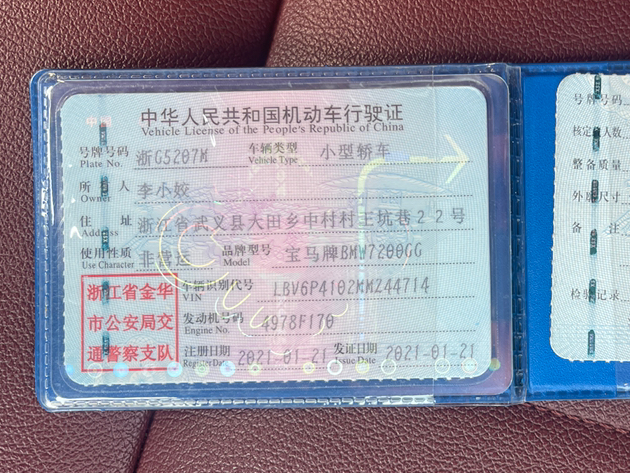 中华人民共和国机动车行驶证
Vehicle License of the People's Republic of China
号牌号码 浙G5207M 车辆类型 小型轿车
Plate No. Vehicle Type
所有人 李小姣
Owner
住址 浙江省武义县大田乡中村村王坑巷22号
Address
使用性质 非营运 品牌型号 宝马牌BMW7200GG
Use Character Model
浙江省金华
市公安局交
通警察支队
车辆识别代号 LBV6P4102MM244714
VIN
发动机号码 4978F170
Engine No.
注册日期 2021-01-21 发证日期 2021-01-21
Register Date Issue Date
号牌号码
核定 人数
整备质量
外 尺寸
备注
检验记录